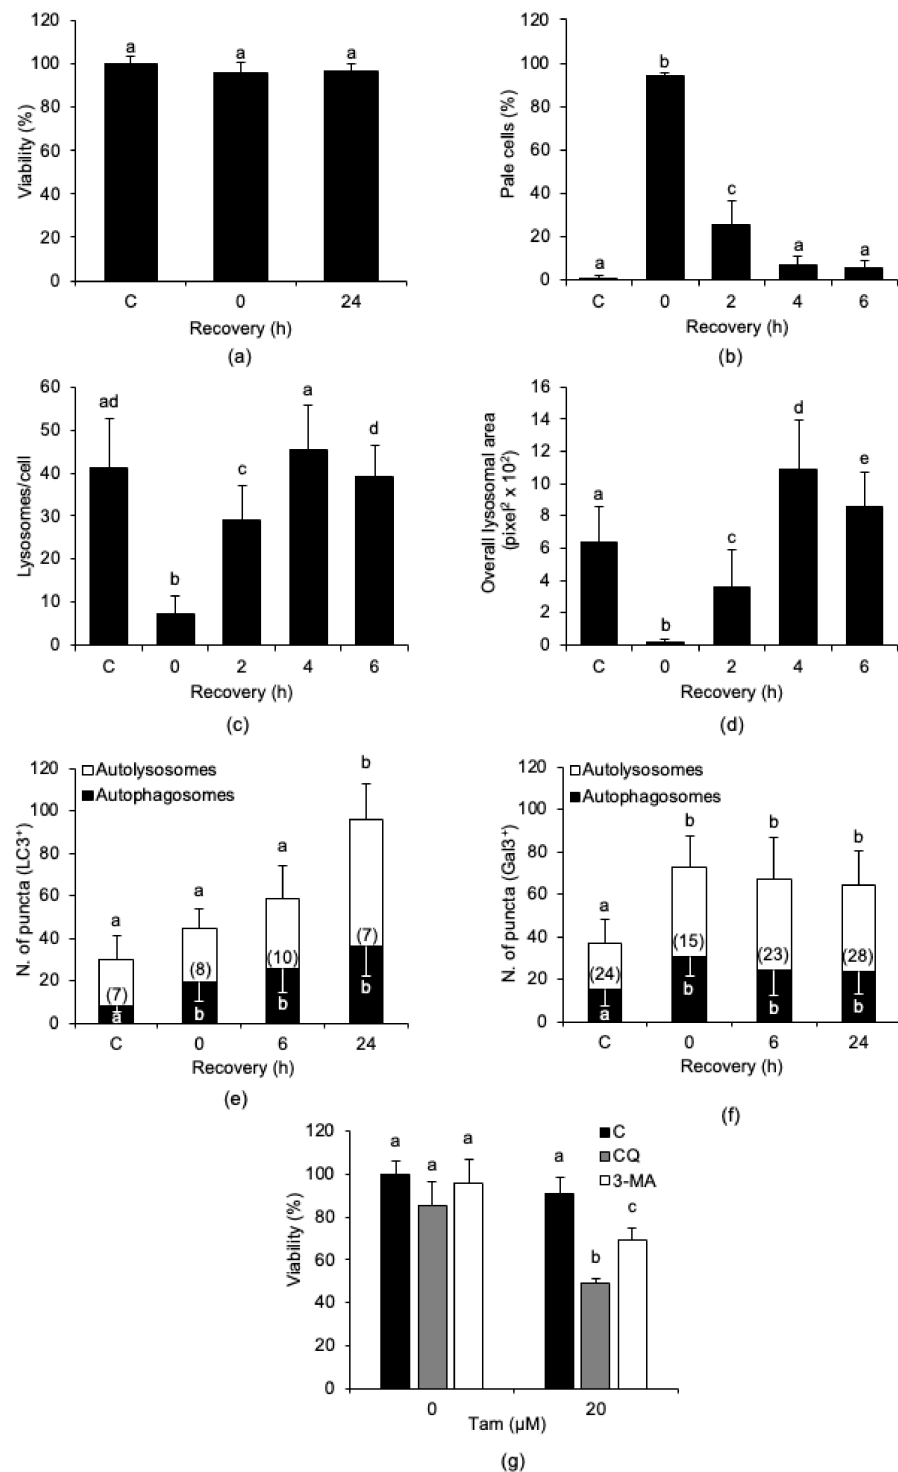 120
100
80
60
40
20
0
Viability (%)
a
a
a
C
0
24
Recovery (h)
(a)
120
100
80
60
40
20
0
Pale cells (%)
a
b
c
a
a
C
0
2
4
6
Recovery (h)
(b)
60
50
40
30
20
10
0
Lysosomes/cell
ad
b
c
a
d
C
0
2
4
6
Recovery (h)
(c)
16
14
12
10
8
6
4
2
0
Overall lysosomal area
(pixel² x 10²)
a
b
c
d
e
C
0
2
4
6
Recovery (h)
(d)
120
100
80
60
40
20
0
N. of puncta (LC3⁺)
Autolysosomes
Autophagosomes
a
a
a
b
(7)
(8)
(10)
(7)
a
b
b
b
C
0
6
24
Recovery (h)
(e)
120
100
80
60
40
20
0
N. of puncta (Gal3⁺)
Autolysosomes
Autophagosomes
a
b
b
b
(24)
(15)
(23)
(28)
a
b
b
b
C
0
6
24
Recovery (h)
(f)
120
100
80
60
40
20
0
Viability (%)
C
CQ
3-MA
a
a
a
a
b
c
0
20
Tam (µM)
(g)